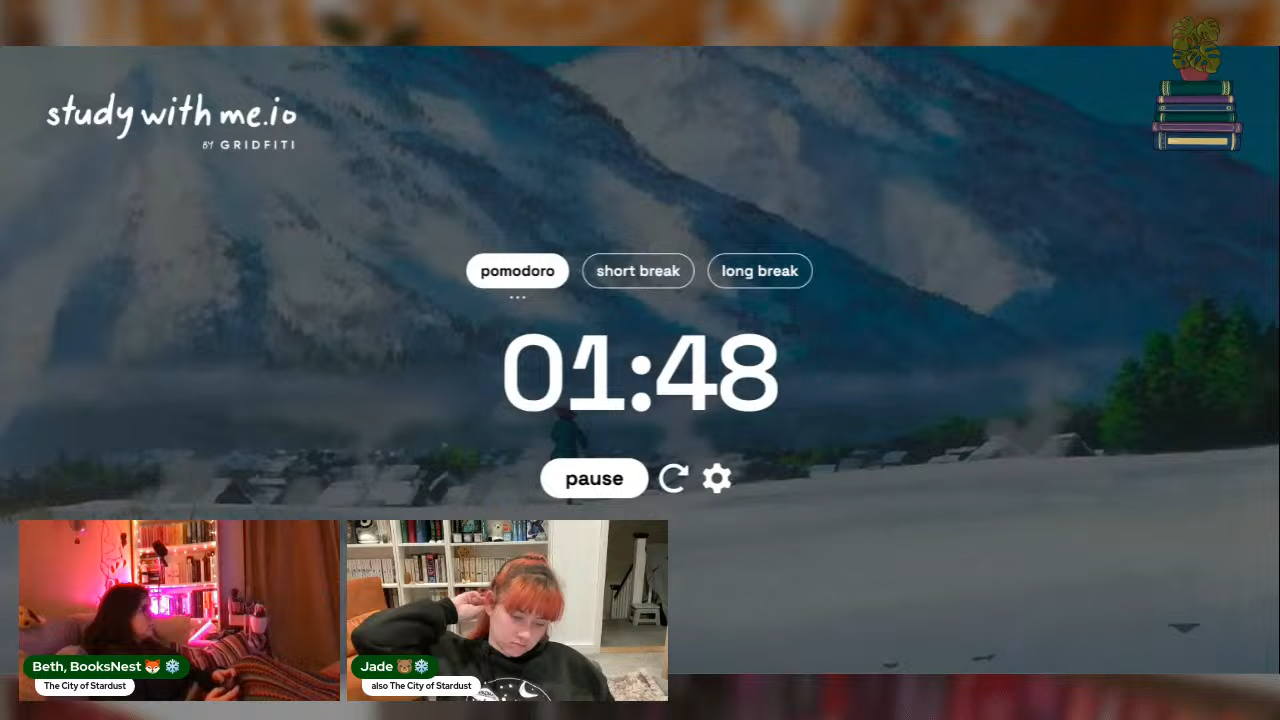 study with me.io
BY GRIDFITI
pomodoro
short break
long break
01:48
pause
Beth, BooksNest 🦊 ❄️
The City of Stardust
Jade 🐻❄️
also The City of Stardust